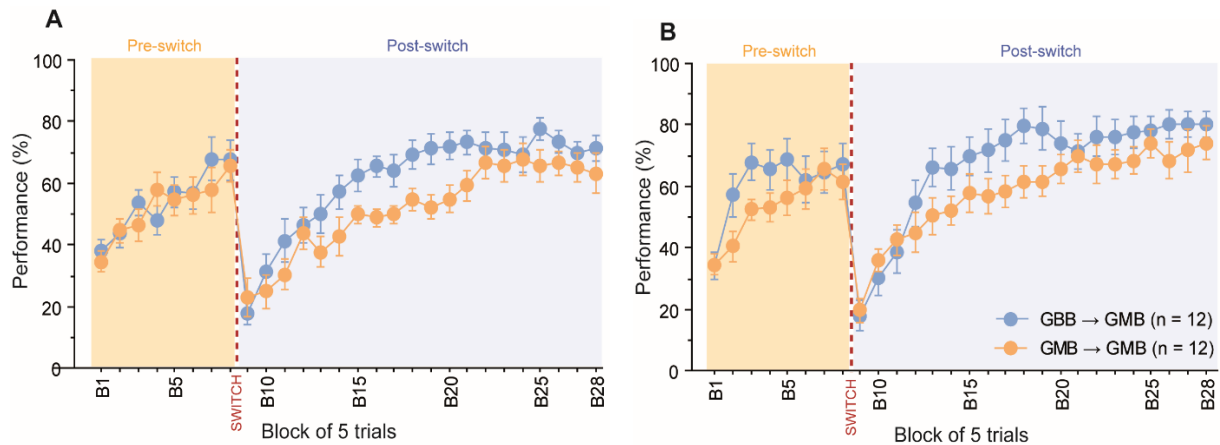 A
Pre-switch
Post-switch
Performance (%)
100
80
60
40
20
0
B1
B5
SWITCH
B10
B15
B20
B25
B28
Block of 5 trials
B
Pre-switch
Post-switch
Performance (%)
100
80
60
40
20
0
B1
B5
SWITCH
B10
B15
B20
B25
B28
Block of 5 trials
GBB → GMB (n = 12)
GMB → GMB (n = 12)